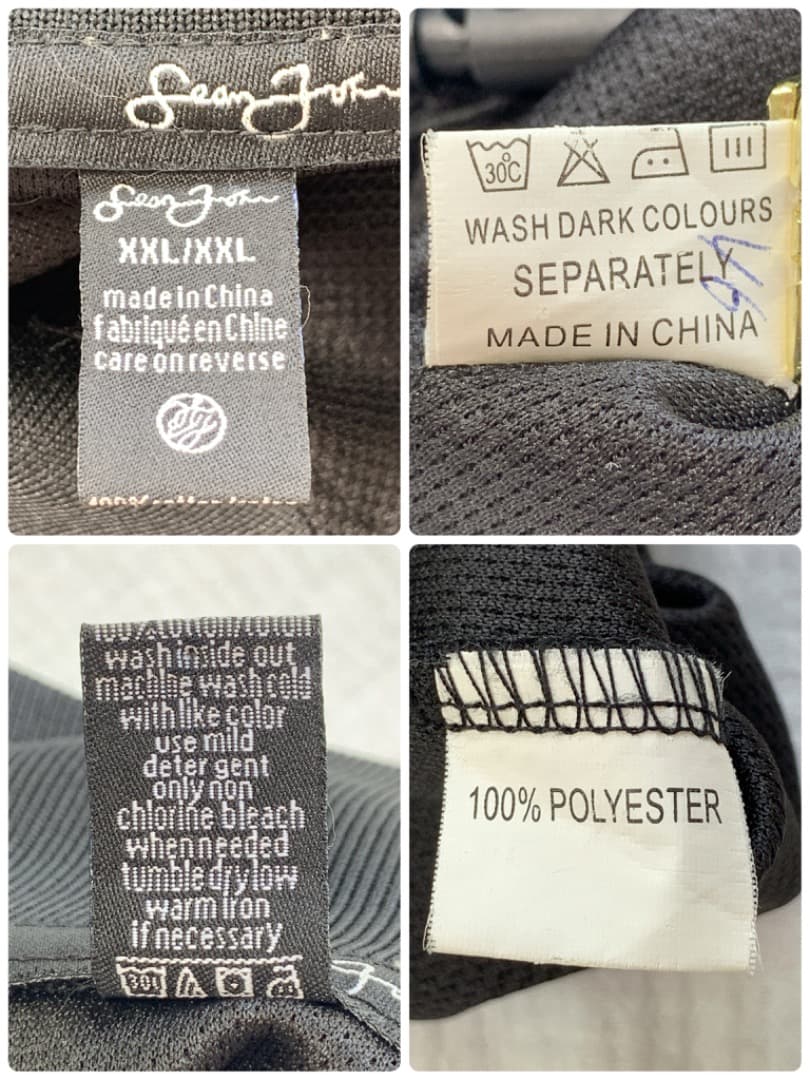 Sean John
Sean John
XXL/XXL
made in China
fabriqué en Chine
care on reverse
30°C
WASH DARK COLOURS
SEPARATELY
MADE IN CHINA
wash inside out
machine wash cold
with like color
use mild
deter gent
only non
chlorine bleach
when needed
tumble dry low
warm iron
if necessary
100% POLYESTER